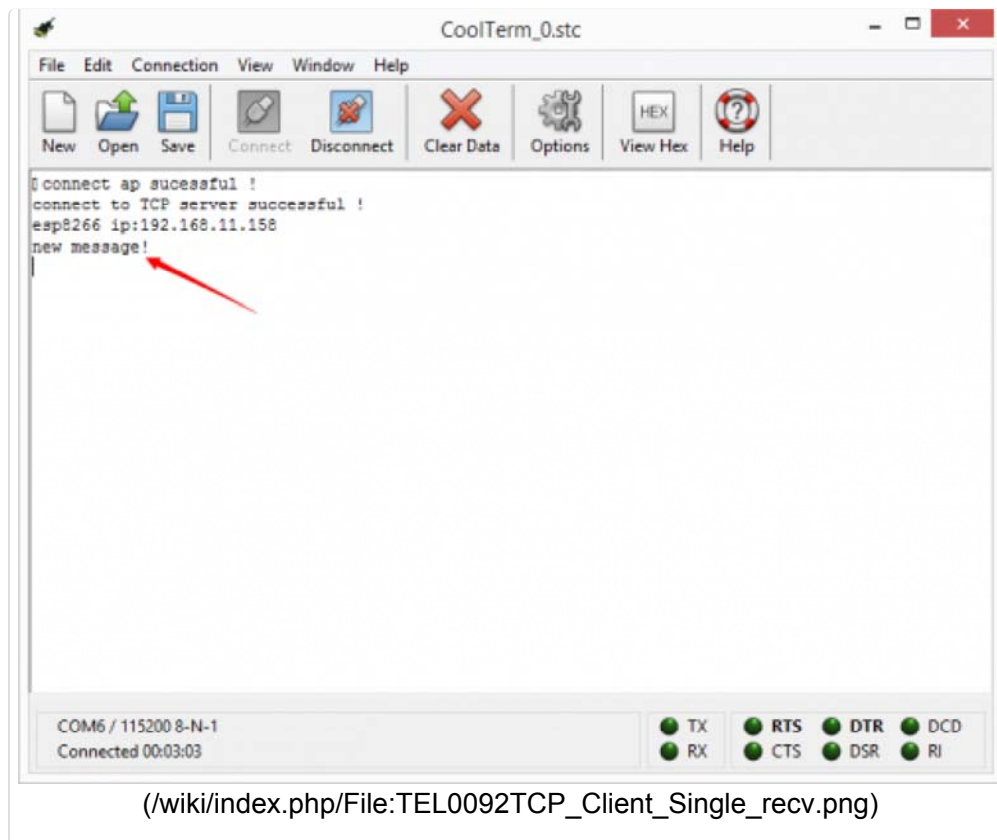 CoolTerm_0.stc
File Edit Connection View Window Help
New Open Save Connect Disconnect Clear Data Options HEX View Hex ? Help
connect ap sucessful !
connect to TCP server successful !
esp8266 ip:192.168.11.158
new message!
COM6 / 115200 8-N-1
Connected 00:03:03
TX RTS DTR DCD
RX CTS DSR RI
(/wiki/index.php/File:TEL0092TCP_Client_Single_recv.png)